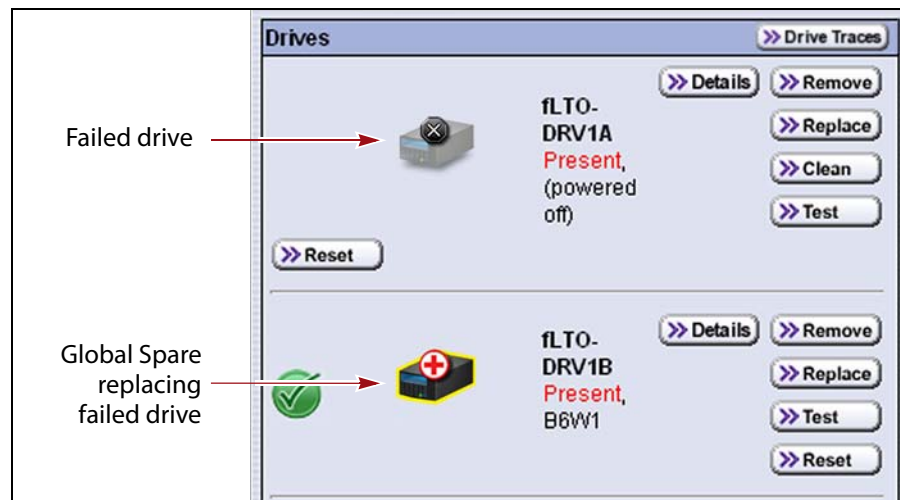 Drives
>> Drive Traces
Failed drive
fLTO-
DRV1A
Present,
(powered
off)
>> Details
>> Remove
>> Replace
>> Clean
>> Test
>> Reset
Global Spare
replacing
failed drive
fLTO-
DRV1B
Present,
B6W1
>> Details
>> Remove
>> Replace
>> Test
>> Reset